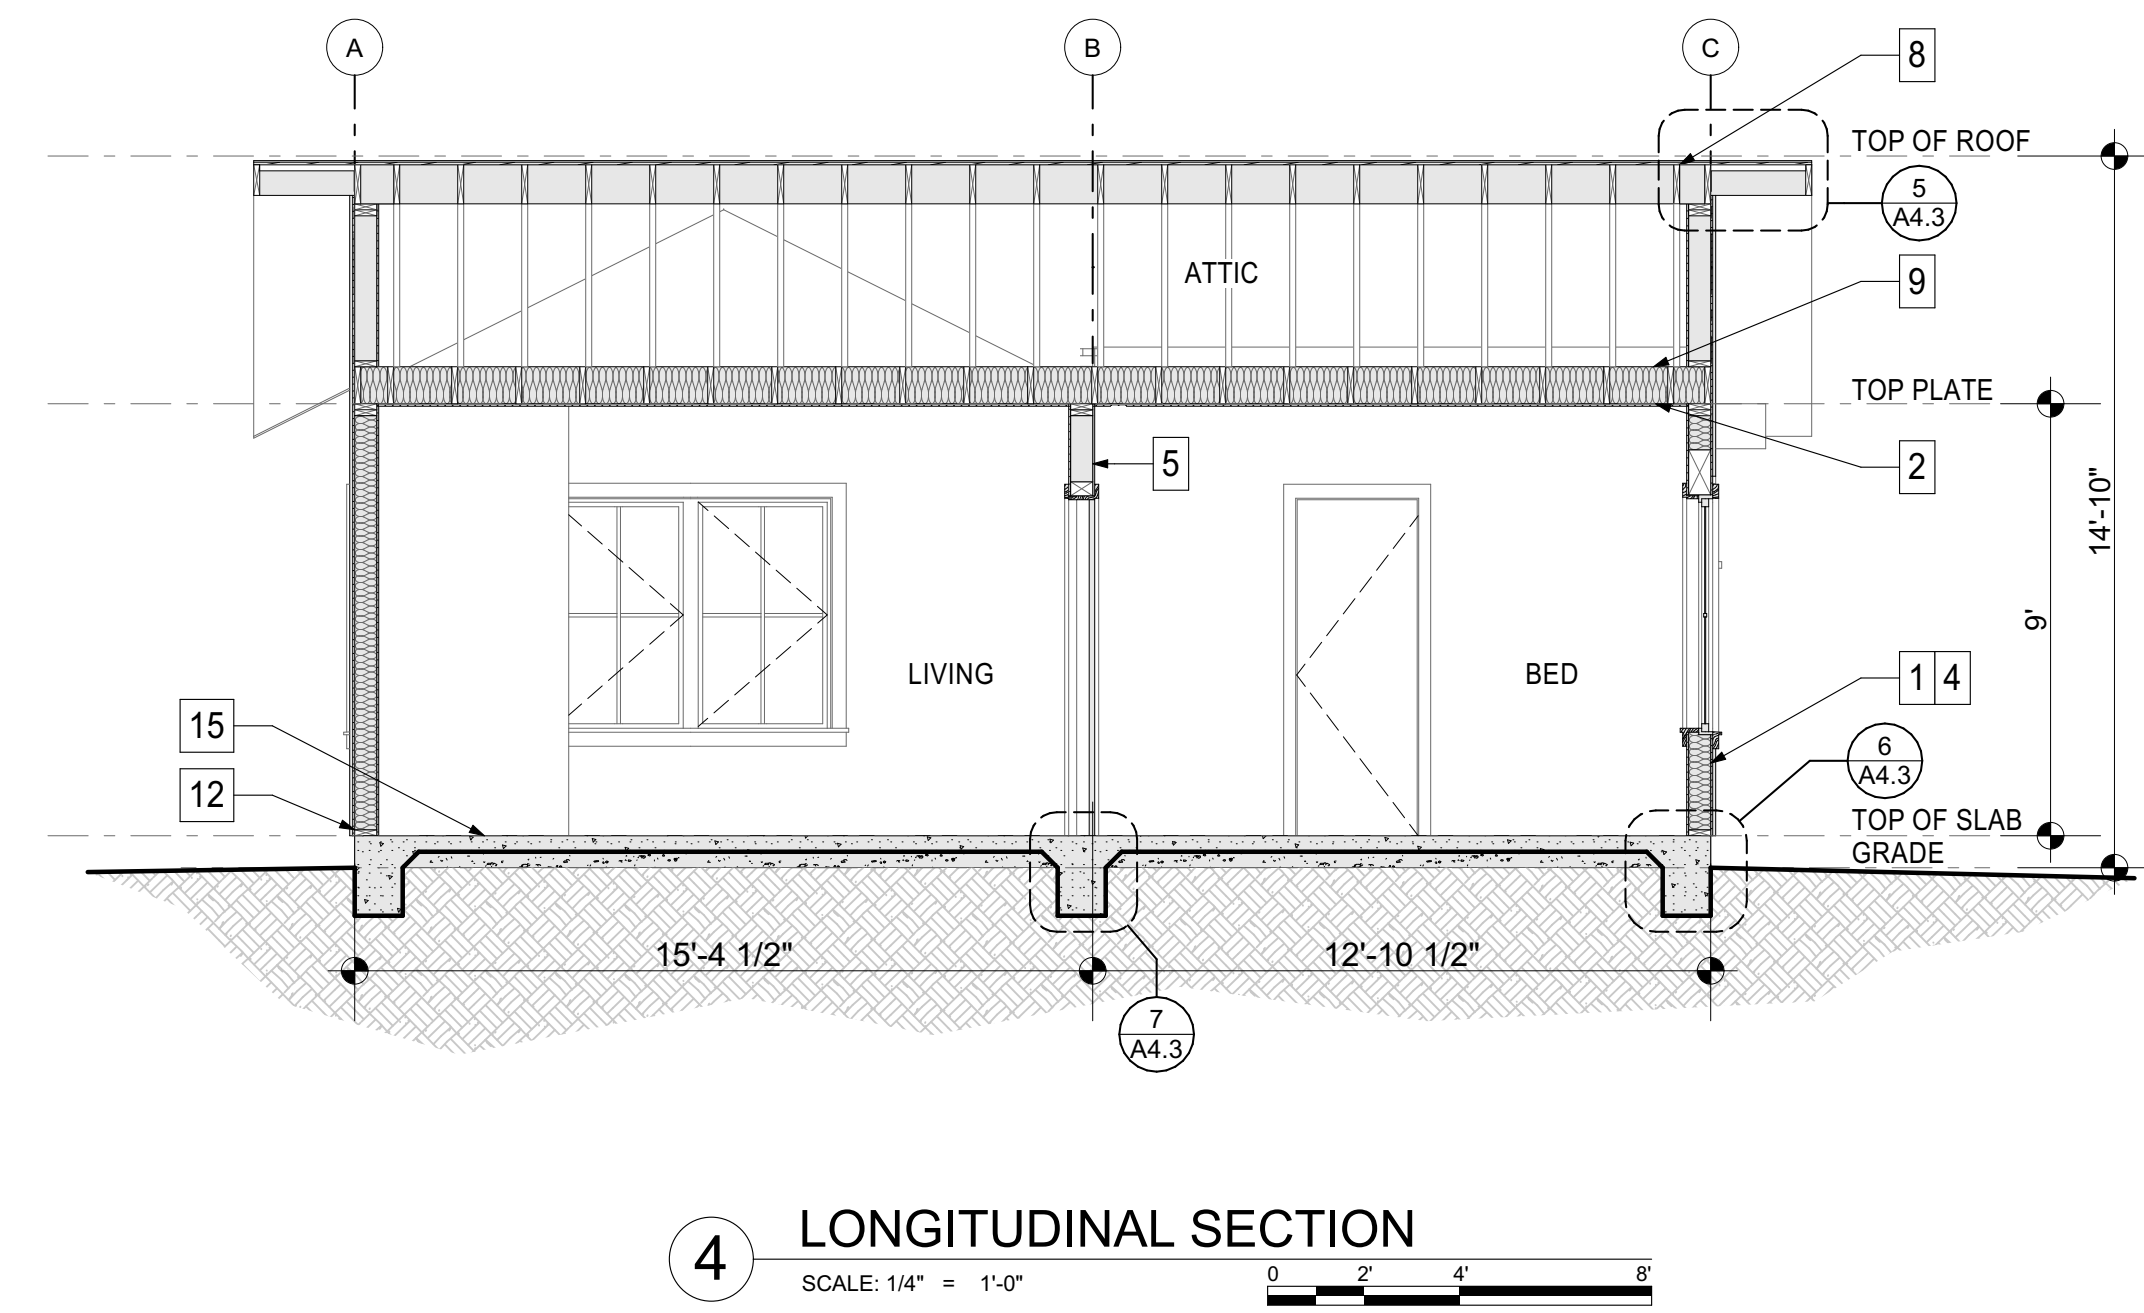 A
B
C
8
TOP OF ROOF
5
A4.3
ATTIC
9
TOP PLATE
5
2
14'-10"
9'
LIVING
BED
1 4
15
6
A4.3
12
TOP OF SLAB
GRADE
15'-4 1/2"
12'-10 1/2"
7
A4.3
4
LONGITUDINAL SECTION
SCALE: 1/4" = 1'-0"
0 2' 4' 8'